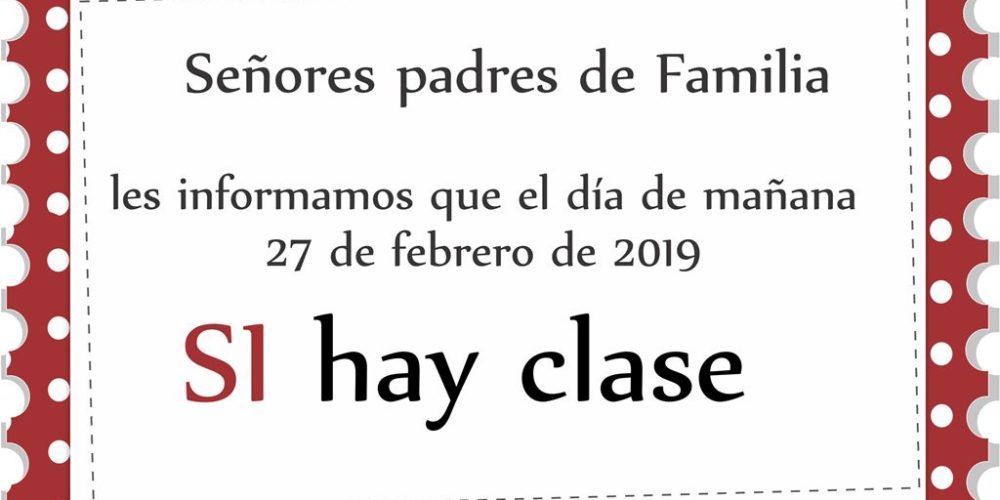 Señores padres de Familia
les informamos que el día de mañana
27 de febrero de 2019
SI hay clase